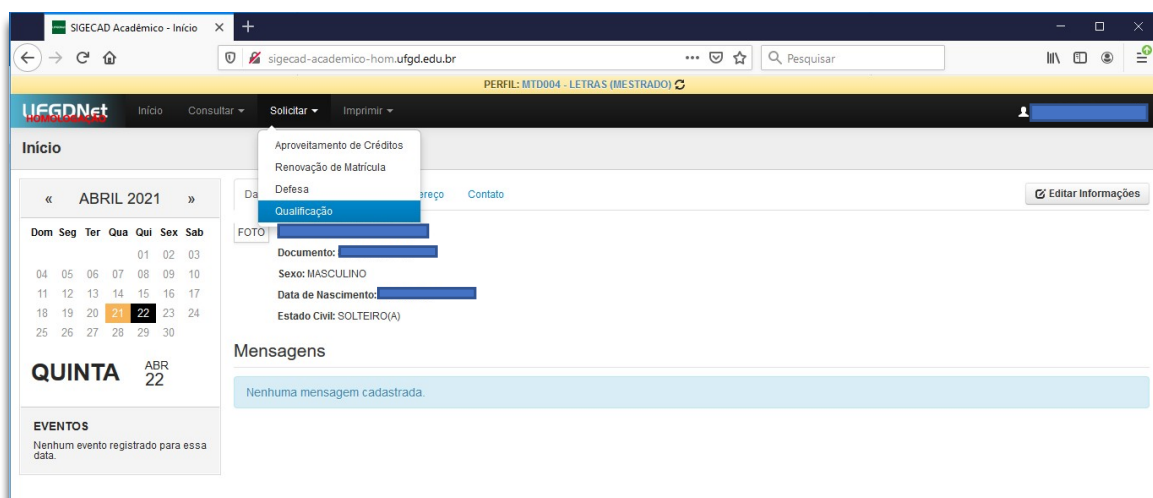 SIGECAD Acadêmico - Início
sigecad-academico-hom.ufgd.edu.br
Pesquisar
PERFIL: MTD004 - LETRAS (MESTRADO)
UFGDNet
HOMOLOGAÇÃO
Início Consultar Solicitar Imprimir
Início
Aproveitamento de Créditos
Renovação de Matrícula
Defesa
Qualificação
« ABRIL 2021 »
Da ereço Contato
Editar Informações
Dom Seg Ter Qua Qui Sex Sab
01 02 03
04 05 06 07 08 09 10
11 12 13 14 15 16 17
18 19 20 21 22 23 24
25 26 27 28 29 30
QUINTA ABR 22
EVENTOS
Nenhum evento registrado para essa
data.
FOTO
Documento:
Sexo: MASCULINO
Data de Nascimento:
Estado Civil: SOLTEIRO(A)
Mensagens
Nenhuma mensagem cadastrada.